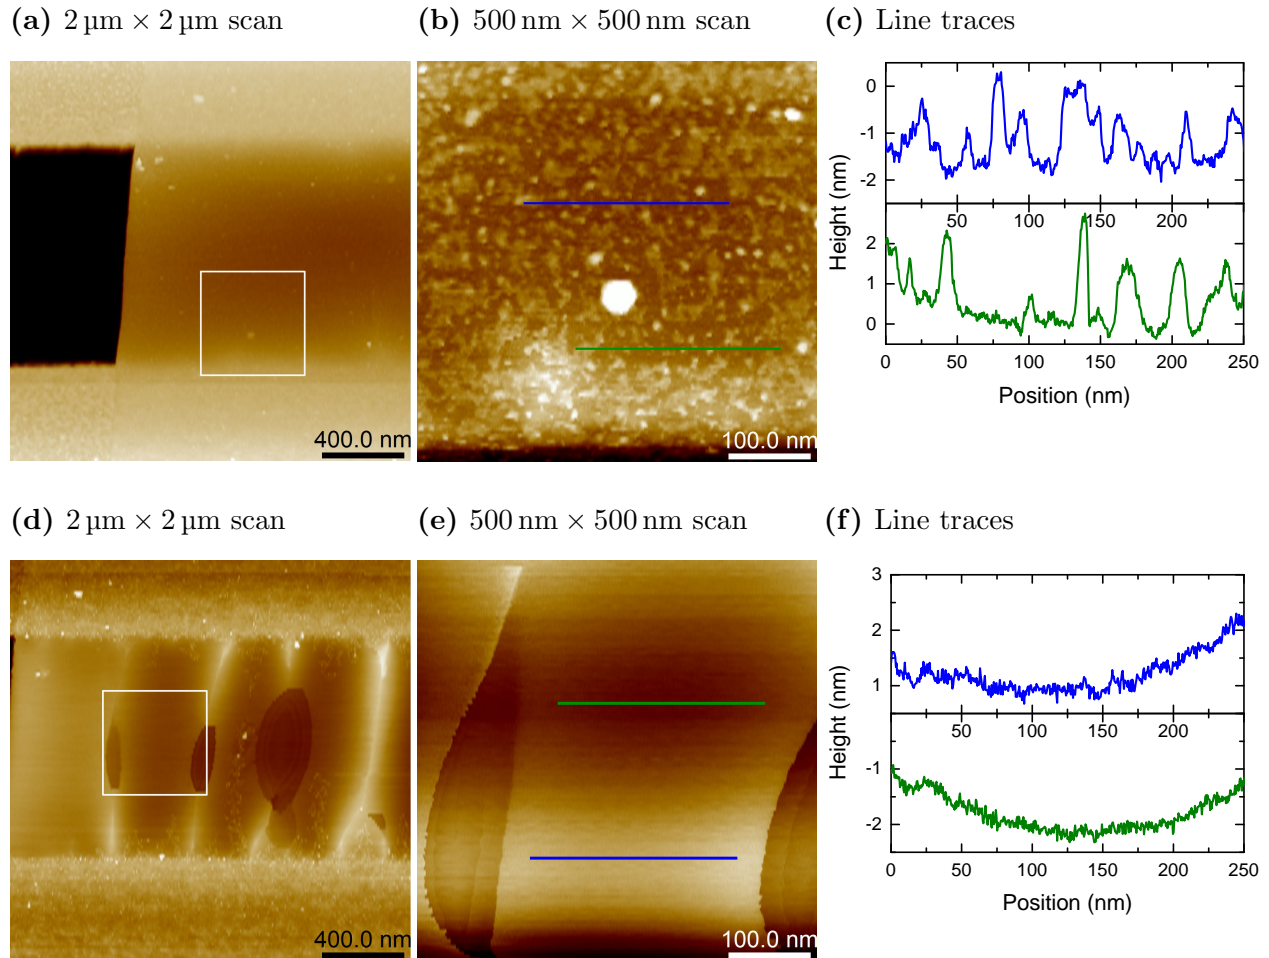 (a) 2 µm × 2 µm scan
(b) 500 nm × 500 nm scan
(c) Line traces
400.0 nm
100.0 nm
0
-1
-2
50 100 150 200
2
1
0
0 50 100 150 200 250
Height (nm)
Position (nm)
(d) 2 µm × 2 µm scan
(e) 500 nm × 500 nm scan
(f) Line traces
400.0 nm
100.0 nm
3
2
1
50 100 150 200
-1
-2
0 50 100 150 200 250
Height (nm)
Position (nm)